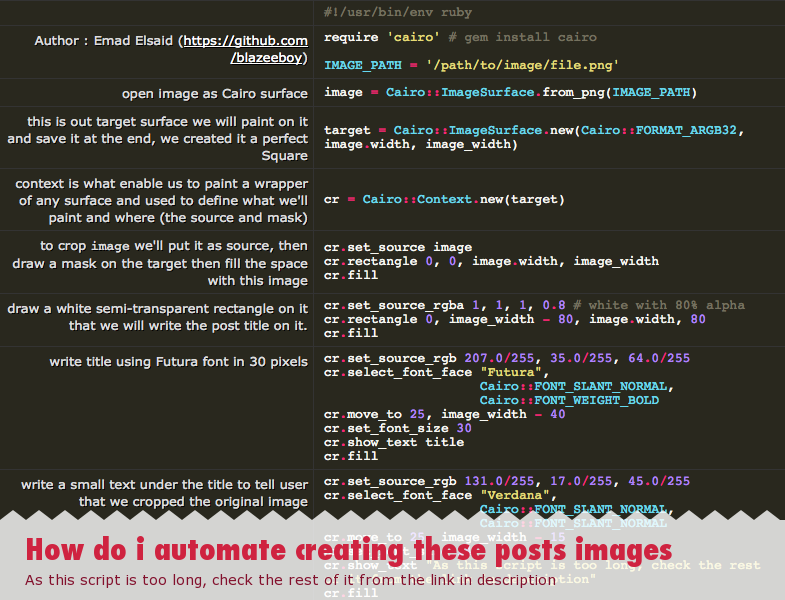 #!/usr/bin/env ruby
Author : Emad Elsaid (https://github.com
/blazeeboy)
require 'cairo' # gem install cairo
IMAGE_PATH = '/path/to/image/file.png'
open image as Cairo surface
image = Cairo::ImageSurface.from_png(IMAGE_PATH)
this is out target surface we will paint on it
and save it at the end, we created it a perfect
Square
target = Cairo::ImageSurface.new(Cairo::FORMAT_ARGB32,
image.width, image_width)
context is what enable us to paint a wrapper
of any surface and used to define what we'll
paint and where (the source and mask)
cr = Cairo::Context.new(target)
to crop image we'll put it as source, then
draw a mask on the target then fill the space
with this image
cr.set_source image
cr.rectangle 0, 0, image.width, image_width
cr.fill
draw a white semi-transparent rectangle on it
that we will write the post title on it.
cr.set_source_rgba 1, 1, 1, 0.8 # white with 80% alpha
cr.rectangle 0, image_width - 80, image.width, 80
cr.fill
write title using Futura font in 30 pixels
cr.set_source_rgb 207.0/255, 35.0/255, 64.0/255
cr.select_font_face "Futura",
Cairo::FONT_SLANT_NORMAL,
Cairo::FONT_WEIGHT_BOLD
cr.move_to 25, image_width - 40
cr.set_font_size 30
cr.show_text title
cr.fill
write a small text under the title to tell user
that we cropped the original image
cr.set_source_rgb 131.0/255, 17.0/255, 45.0/255
cr.select_font_face "Verdana",
Cairo::FONT_SLANT_NORMAL,
Cairo::FONT_SLANT_NORMAL
cr.move_to 25, image_width - 15
How do i automate creating these posts images
cr.show_text "As this script is too long, check the rest
As this script is too long, check the rest of it from the link in description
cr.fill